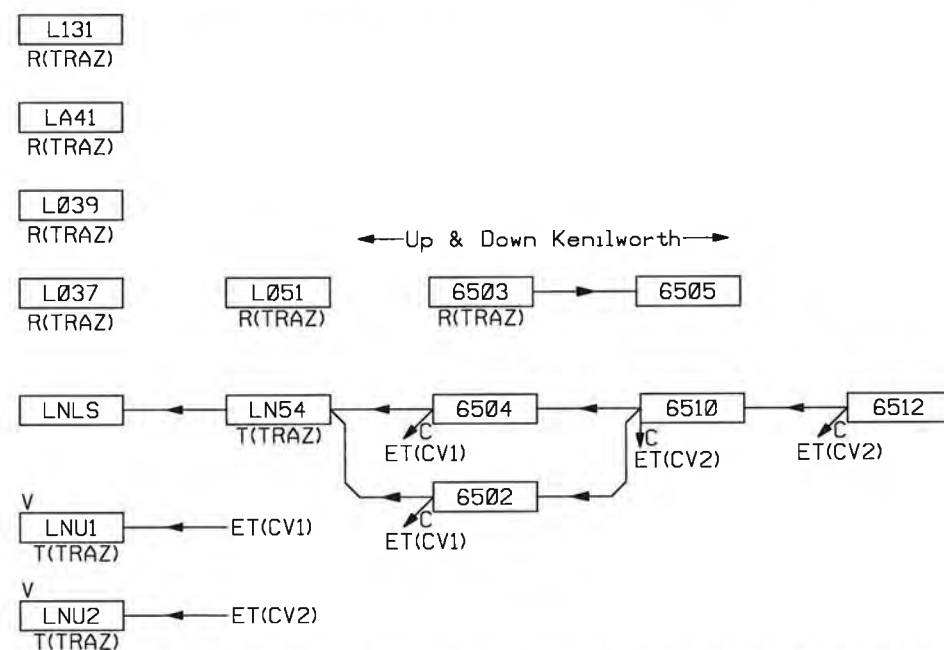 L131
R(TRAZ)
LA41
R(TRAZ)
LØ39
R(TRAZ)
Up & Down Kenilworth
LØ37
R(TRAZ)
LØ51
R(TRAZ)
65Ø3
R(TRAZ)
65Ø5
LNLS
LN54
T(TRAZ)
65Ø4
C
ET(CV1)
651Ø
C
ET(CV2)
6512
C
ET(CV2)
65Ø2
C
ET(CV1)
V
LNU1
T(TRAZ)
ET(CV1)
V
LNU2
T(TRAZ)
ET(CV2)